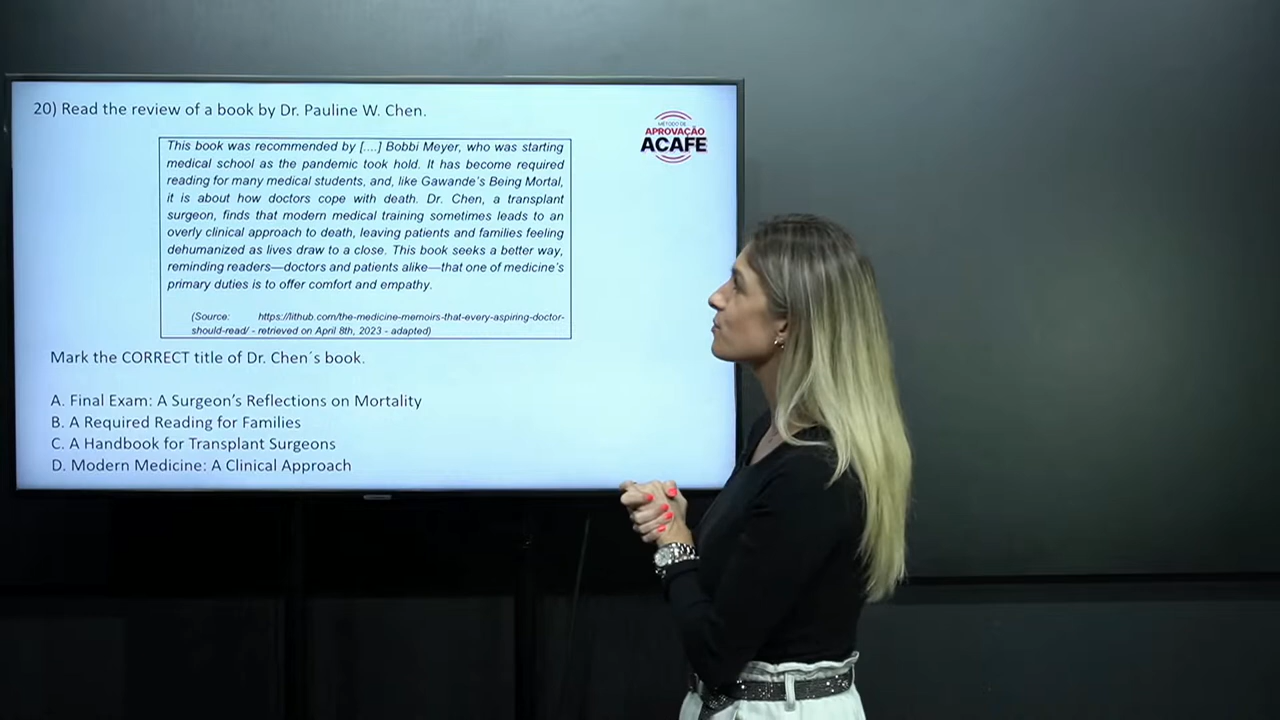 20) Read the review of a book by Dr. Pauline W. Chen.
MÉTODO DE
APROVAÇÃO
ACAFE
This book was recommended by [....] Bobbi Meyer, who was starting
medical school as the pandemic took hold. It has become required
reading for many medical students, and, like Gawande's Being Mortal,
it is about how doctors cope with death. Dr. Chen, a transplant
surgeon, finds that modern medical training sometimes leads to an
overly clinical approach to death, leaving patients and families feeling
dehumanized as lives draw to a close. This book seeks a better way,
reminding readers—doctors and patients alike—that one of medicine's
primary duties is to offer comfort and empathy.
(Source: https://lithub.com/the-medicine-memoirs-that-every-aspiring-doctor-
should-read/ - retrieved on April 8th, 2023 - adapted)
Mark the CORRECT title of Dr. Chen´s book.
A. Final Exam: A Surgeon's Reflections on Mortality
B. A Required Reading for Families
C. A Handbook for Transplant Surgeons
D. Modern Medicine: A Clinical Approach